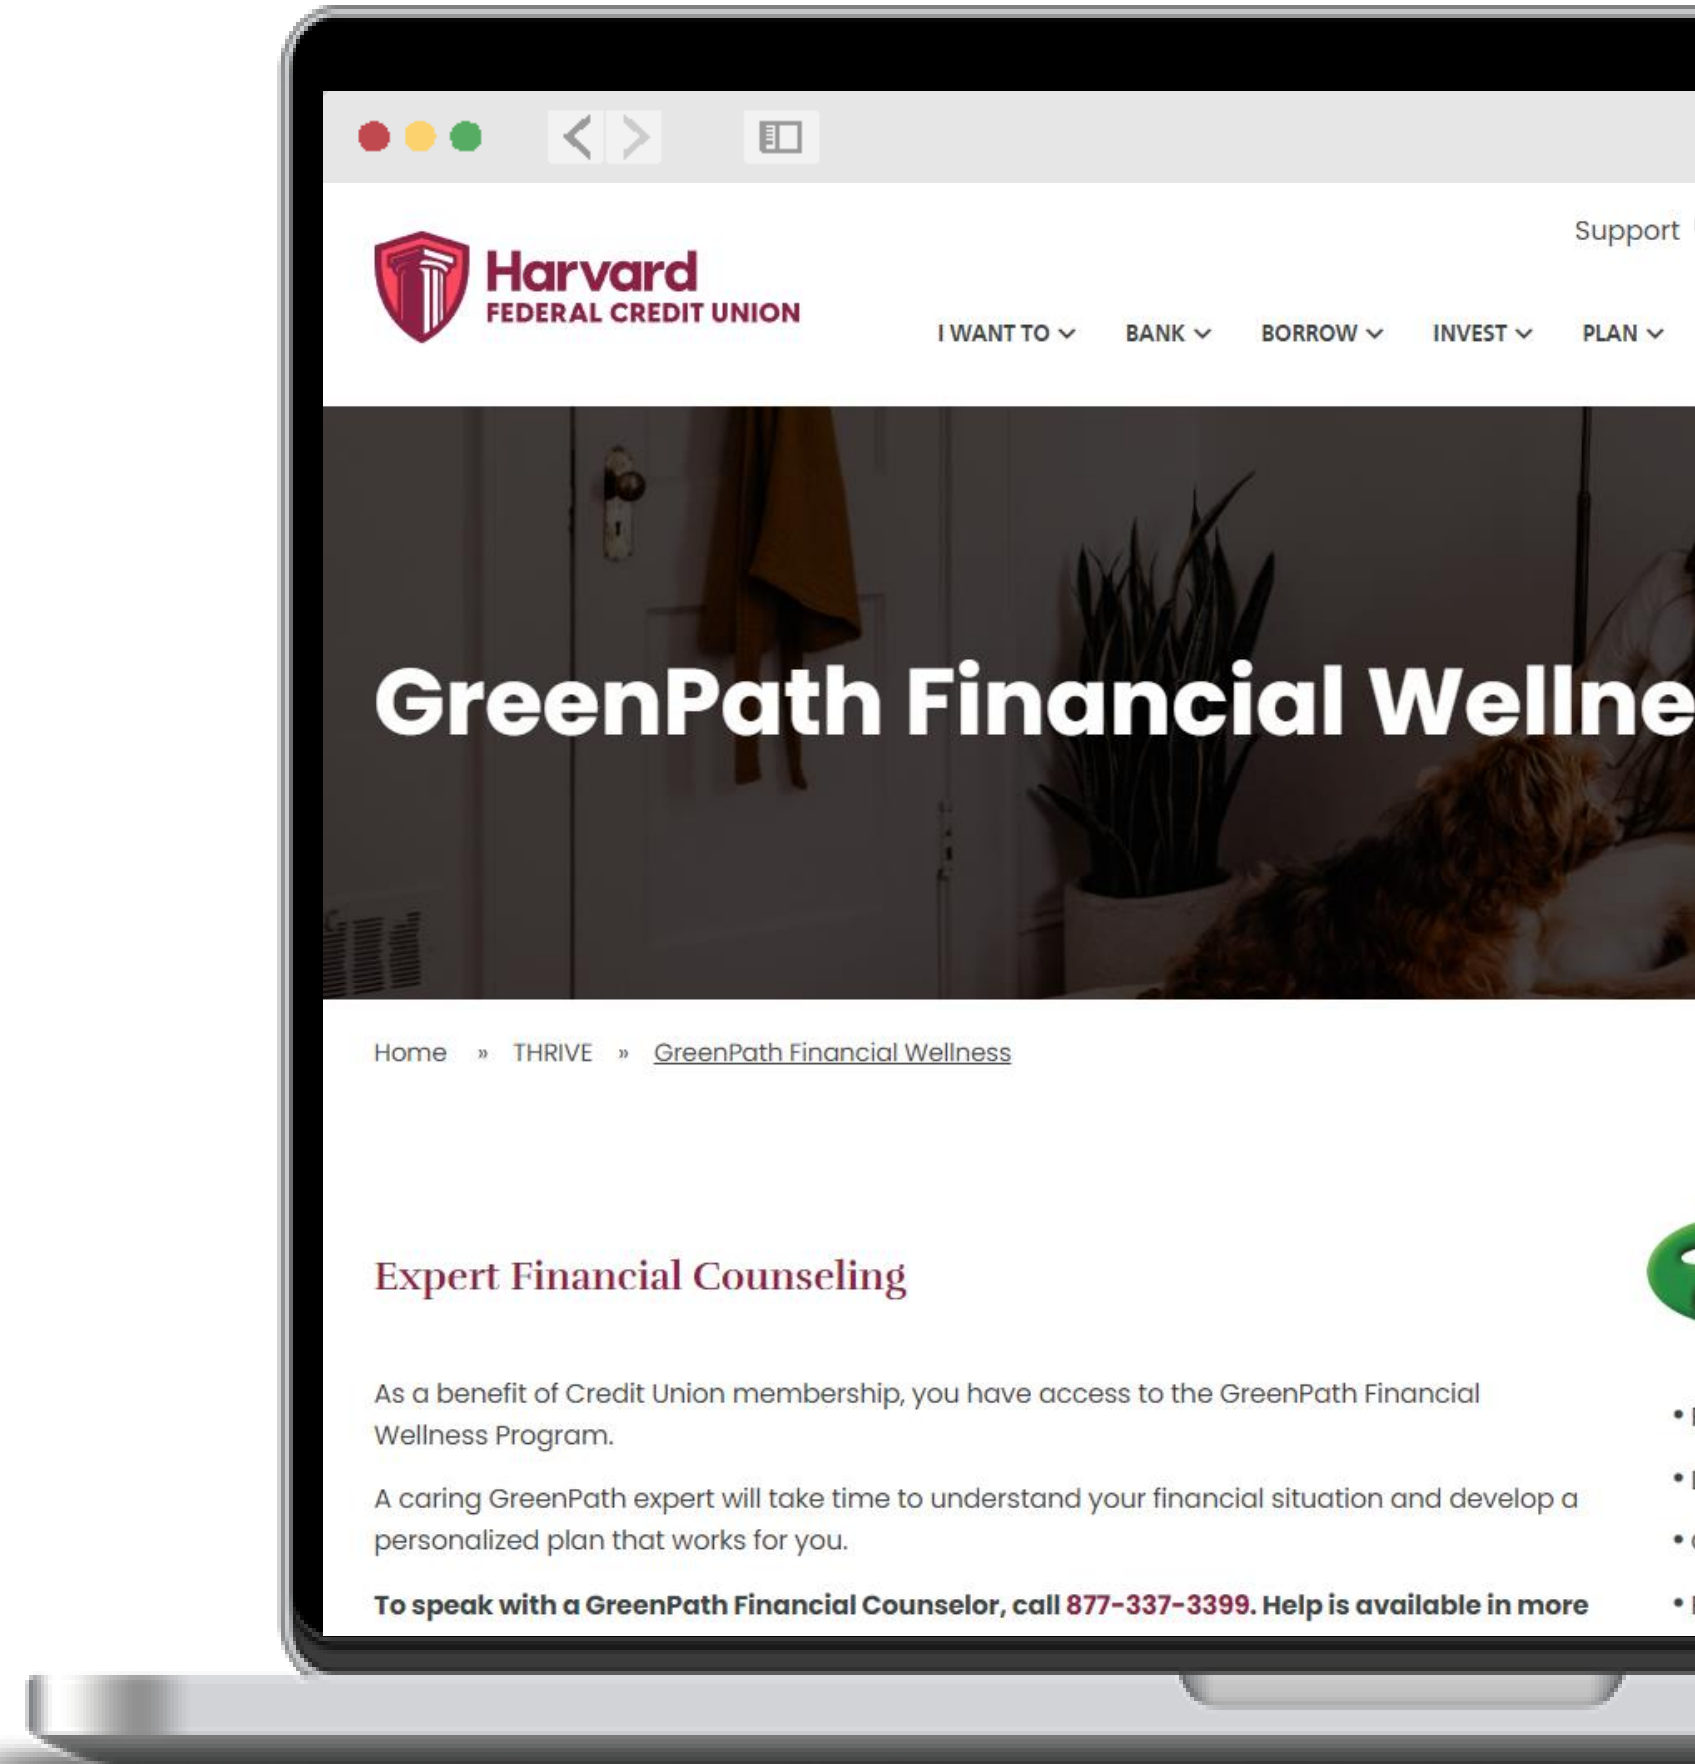 Support
Harvard
FEDERAL CREDIT UNION
I WANT TO
BANK
BORROW
INVEST
PLAN
GreenPath Financial Wellne
Home » THRIVE » GreenPath Financial Wellness
Expert Financial Counseling
As a benefit of Credit Union membership, you have access to the GreenPath Financial
Wellness Program.
A caring GreenPath expert will take time to understand your financial situation and develop a
personalized plan that works for you.
To speak with a GreenPath Financial Counselor, call 877-337-3399. Help is available in more